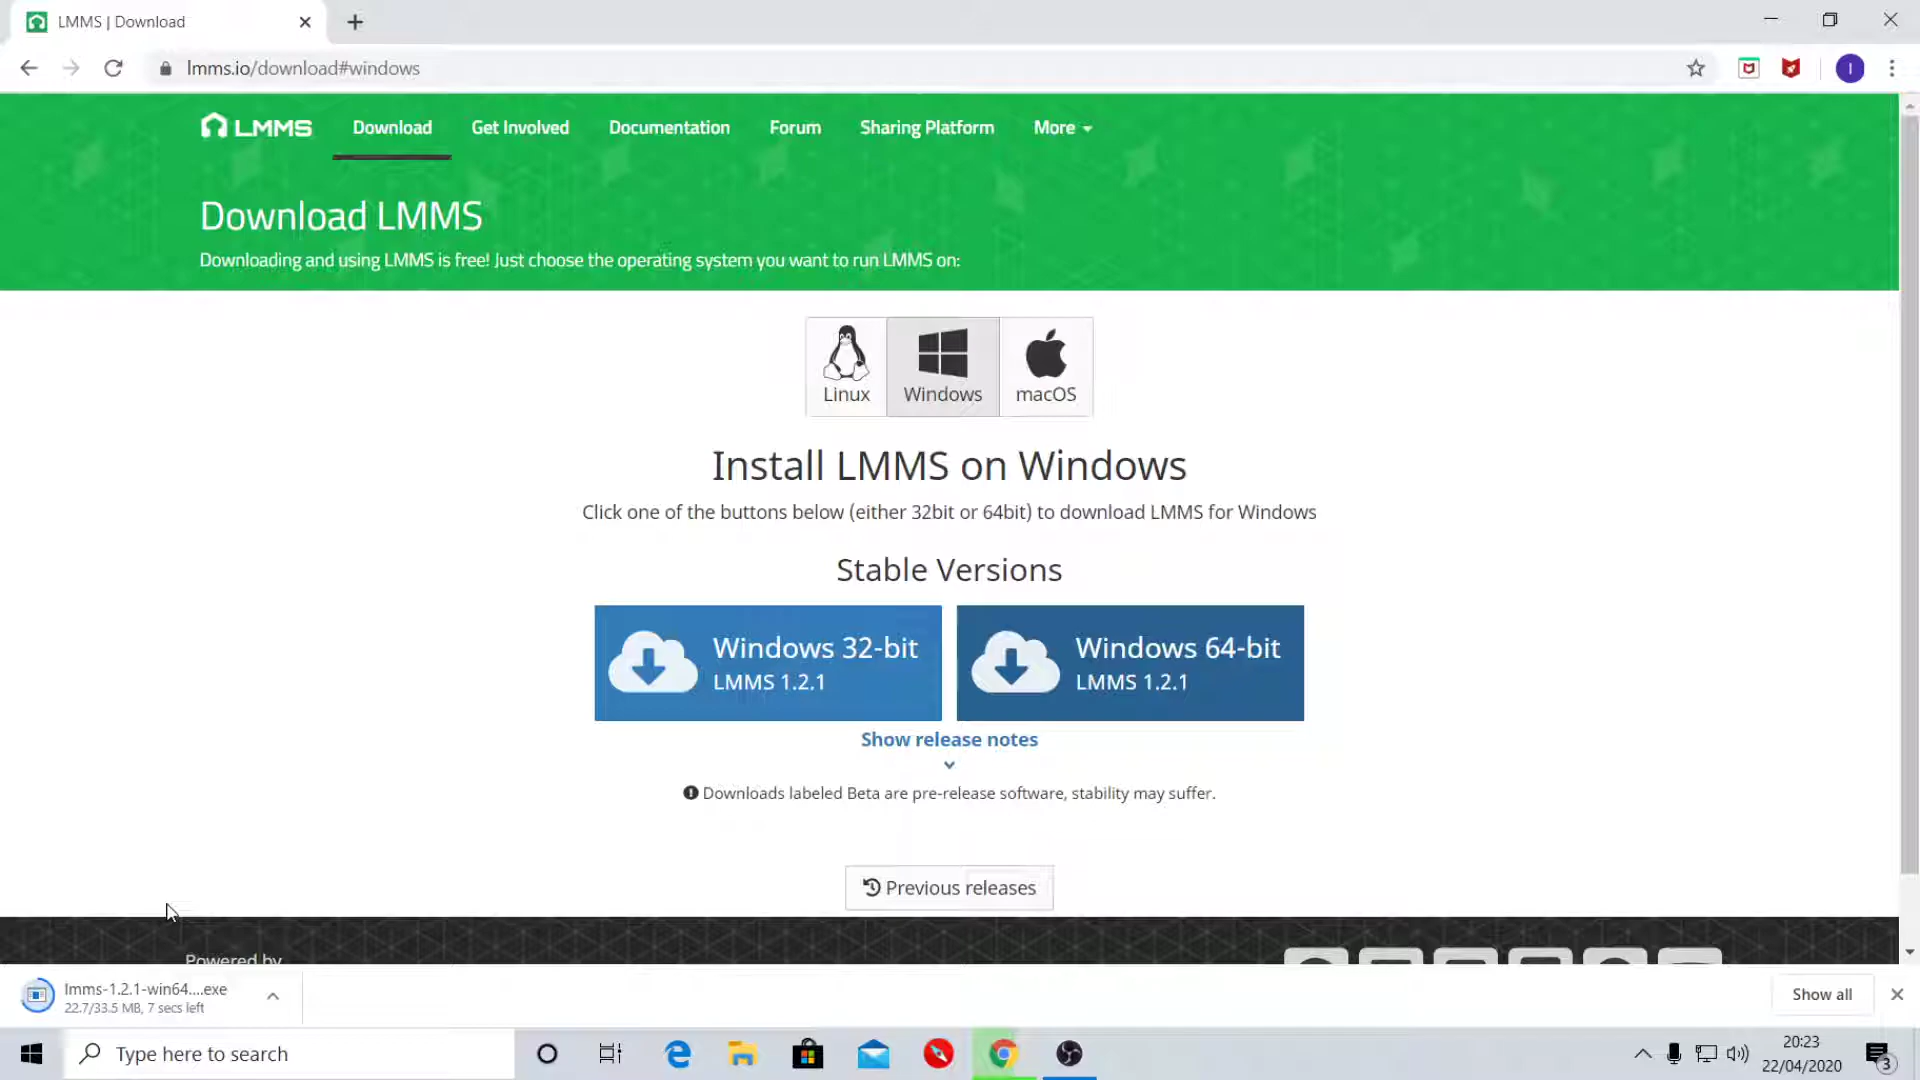 LMMS | Download
lmms.io/download#windows
I
LMMS Download Get Involved Documentation Forum Sharing Platform More
Download LMMS
Downloading and using LMMS is free! Just choose the operating system you want to run LMMS on:
Linux Windows macOS
Install LMMS on Windows
Click one of the buttons below (either 32bit or 64bit) to download LMMS for Windows
Stable Versions
Windows 32-bit
LMMS 1.2.1
Windows 64-bit
LMMS 1.2.1
Show release notes
Downloads labeled Beta are pre-release software, stability may suffer.
Previous releases
Powered by
lmms-1.2.1-win64....exe
22.7/33.5 MB, 7 secs left
Show all
Type here to search
20:23
22/04/2020
3